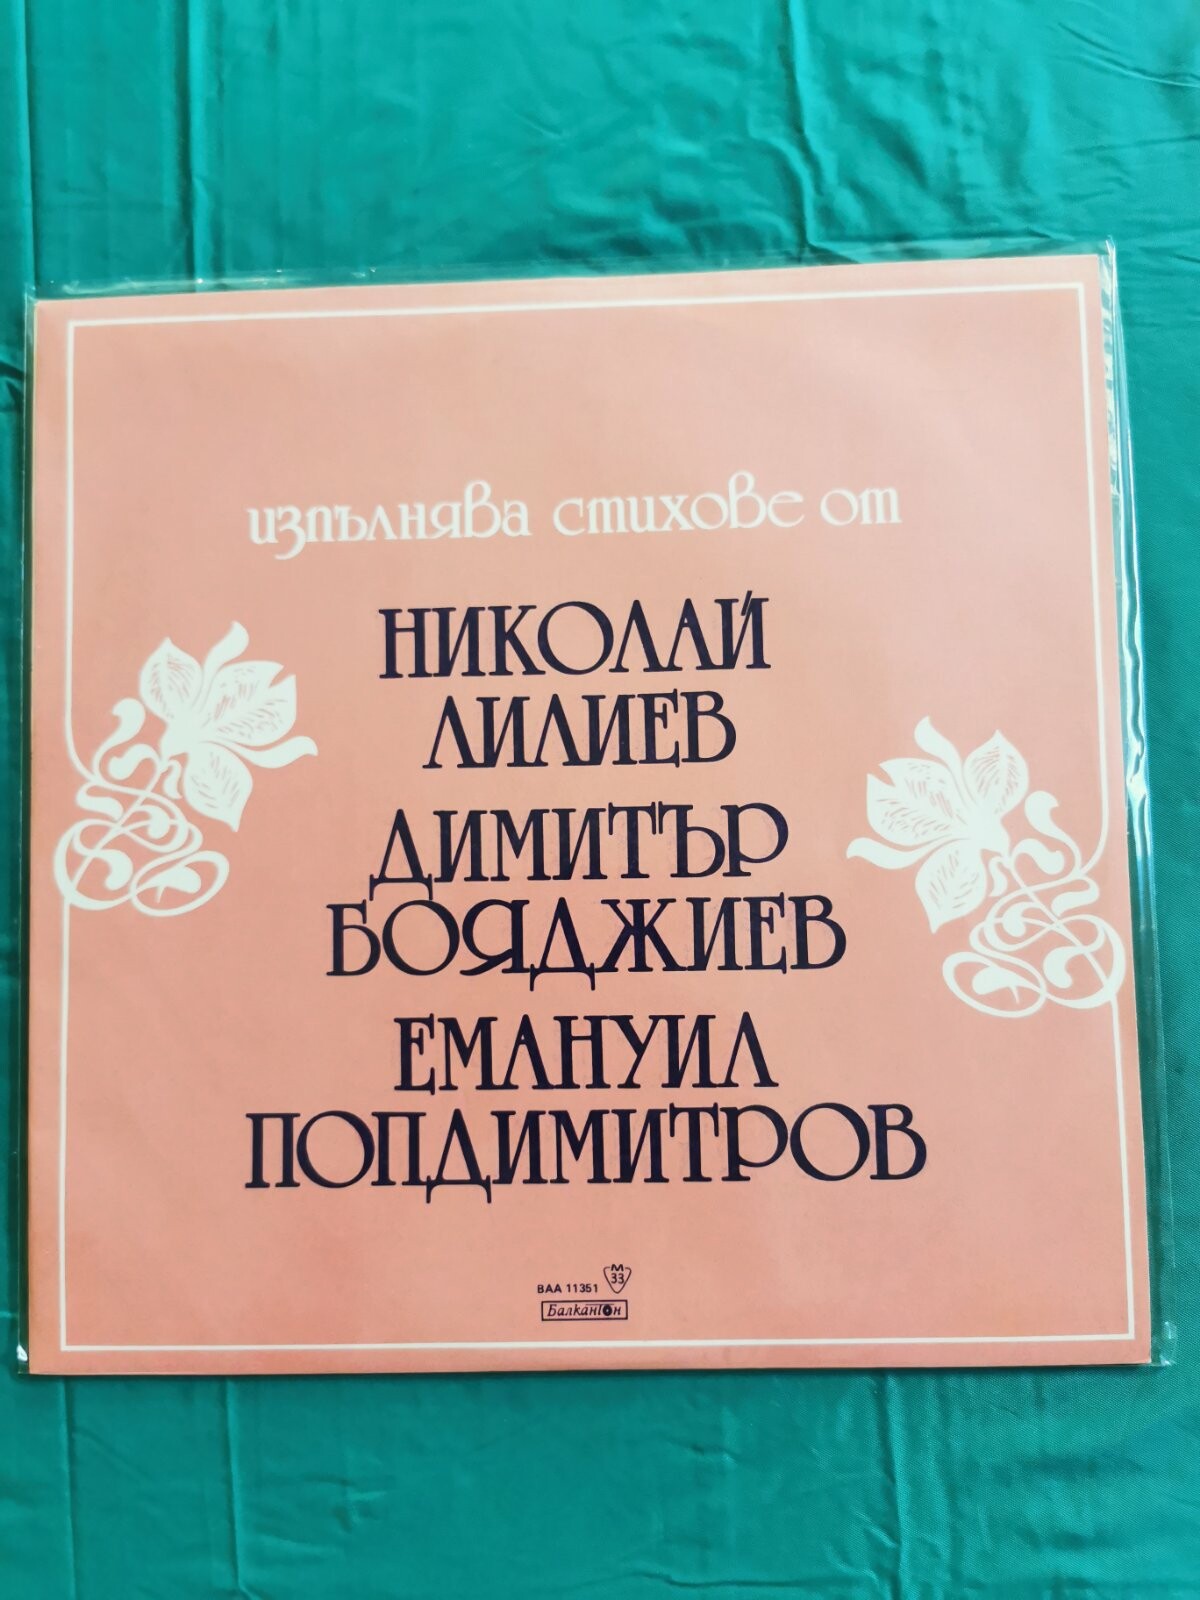 изпълнява стихове от
НИКОЛАЙ
ЛИЛИЕВ
ДИМИТЪР
БОЯДЖИЕВ
ЕМАНУИЛ
ПОПДИМИТРОВ
ВАА 11351 М 33
Балкантон